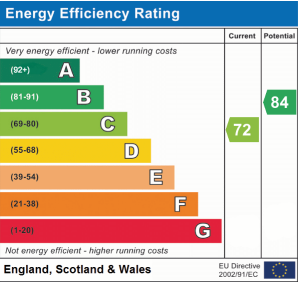 Energy Efficiency Rating
Current Potential
Very energy efficient - lower running costs
(92+) A
(81-91) B
84
(69-80) C
72
(55-68) D
(39-54) E
(21-38) F
(1-20) G
Not energy efficient - higher running costs
England, Scotland & Wales
EU Directive
2002/91/EC